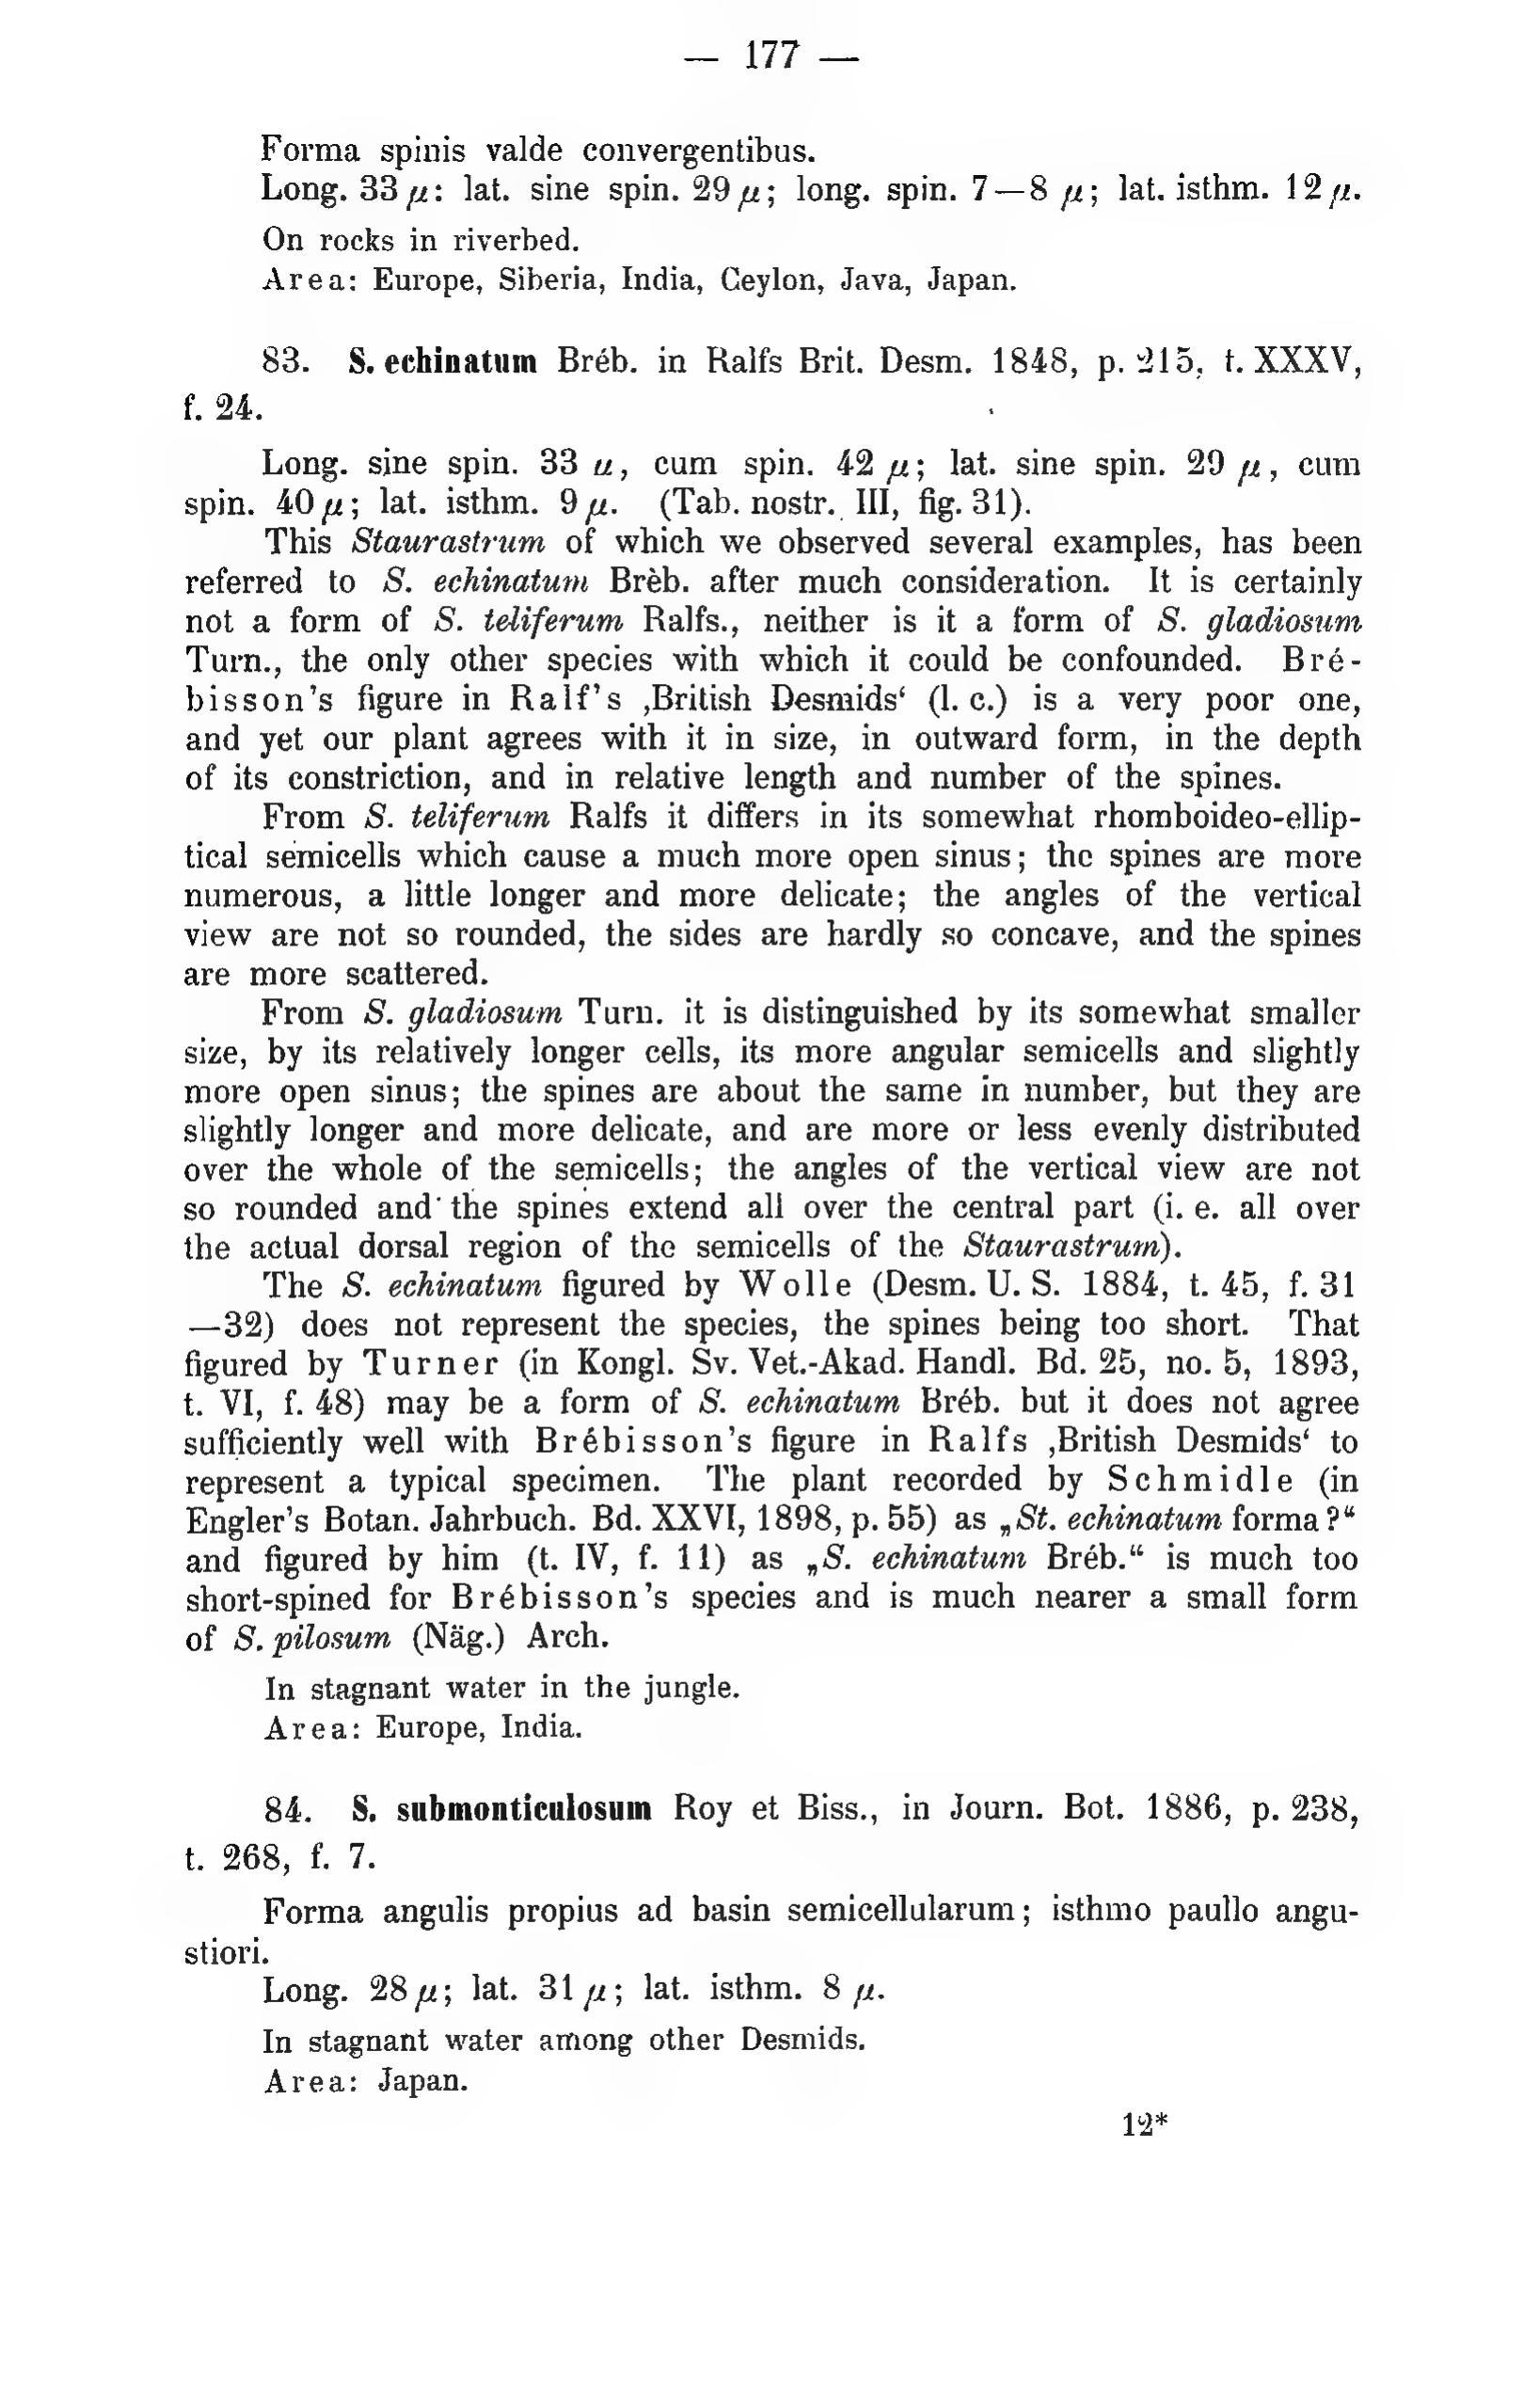 — 177 —
Forma spinis valde convergentibus.
Long. 33 μ: lat. sine spin. 29 μ; long. spin. 7—8 μ; lat. isthm. 12 μ.
On rocks in riverbed.
Area: Europe, Siberia, India, Ceylon, Java, Japan.
83. S. echinatum Bréb. in Ralfs Brit. Desm. 1848, p. 215, t. XXXV,
f. 24.
Long. sine spin. 33 u, cum spin. 42 μ; lat. sine spin. 29 μ, cum
spin. 40 μ; lat. isthm. 9 μ. (Tab. nostr. III, fig. 31).
This Staurastrum of which we observed several examples, has been
referred to S. echinatum Brèb. after much consideration. It is certainly
not a form of S. teliferum Ralfs., neither is it a form of S. gladiosum
Turn., the only other species with which it could be confounded. Bré-
bisson's figure in Ralf's ‚British Desmids‘ (l. c.) is a very poor one,
and yet our plant agrees with it in size, in outward form, in the depth
of its constriction, and in relative length and number of the spines.
From S. teliferum Ralfs it differs in its somewhat rhomboideo-ellip-
tical semicells which cause a much more open sinus; the spines are more
numerous, a little longer and more delicate; the angles of the vertical
view are not so rounded, the sides are hardly so concave, and the spines
are more scattered.
From S. gladiosum Turn. it is distinguished by its somewhat smaller
size, by its relatively longer cells, its more angular semicells and slightly
more open sinus; the spines are about the same in number, but they are
slightly longer and more delicate, and are more or less evenly distributed
over the whole of the semicells; the angles of the vertical view are not
so rounded and the spines extend all over the central part (i. e. all over
the actual dorsal region of the semicells of the Staurastrum).
The S. echinatum figured by Wolle (Desm. U. S. 1884, t. 45, f. 31
—32) does not represent the species, the spines being too short. That
figured by Turner (in Kongl. Sv. Vet.-Akad. Handl. Bd. 25, no. 5, 1893,
t. VI, f. 48) may be a form of S. echinatum Bréb. but it does not agree
sufficiently well with Brébisson's figure in Ralfs ‚British Desmids‘ to
represent a typical specimen. The plant recorded by Schmidle (in
Engler's Botan. Jahrbuch. Bd. XXVI, 1898, p. 55) as „St. echinatum forma?“
and figured by him (t. IV, f. 11) as „S. echinatum Bréb.“ is much too
short-spined for Brébisson's species and is much nearer a small form
of S. pilosum (Näg.) Arch.
In stagnant water in the jungle.
Area: Europe, India.
84. S. submonticulosum Roy et Biss., in Journ. Bot. 1886, p. 238,
t. 268, f. 7.
Forma angulis propius ad basin semicellularum; isthmo paullo angu-
stiori.
Long. 28 μ; lat. 31 μ; lat. isthm. 8 μ.
In stagnant water among other Desmids.
Area: Japan.
12*